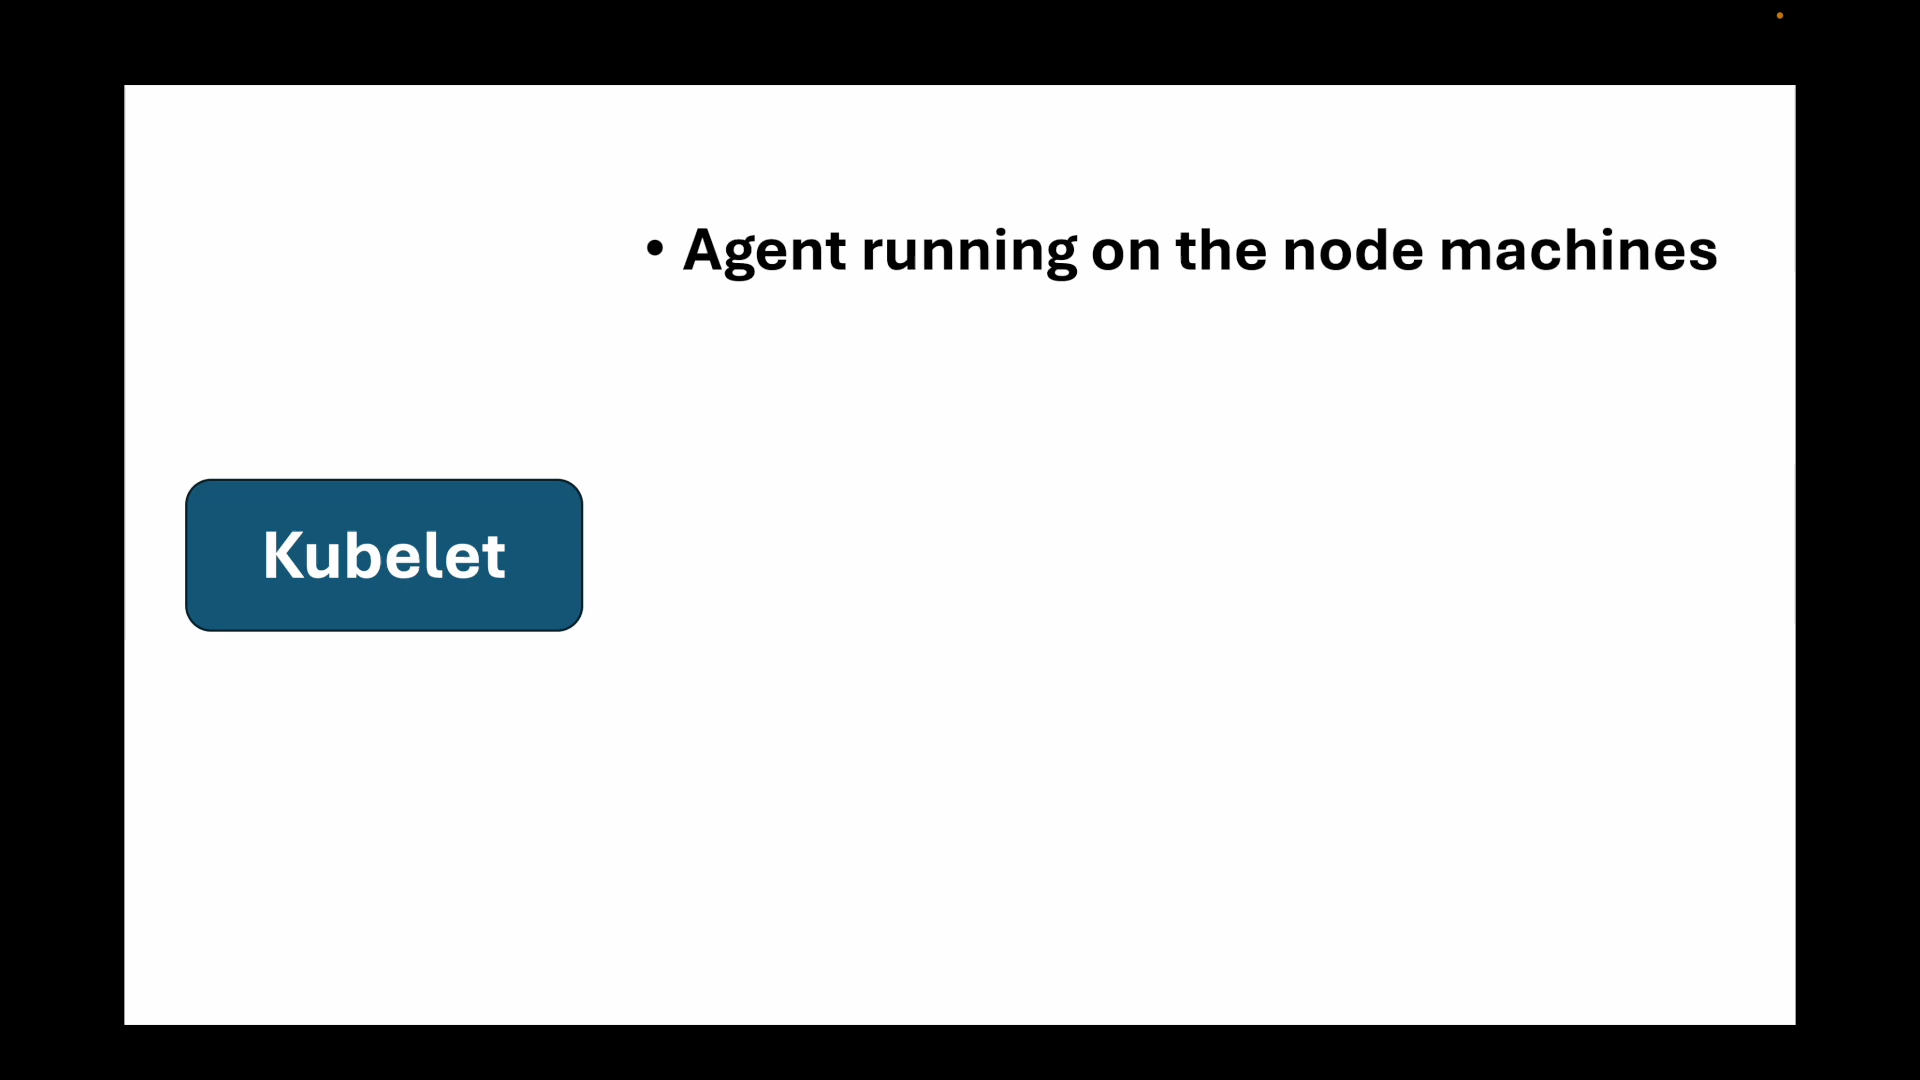 • Agent running on the node machines
Kubelet